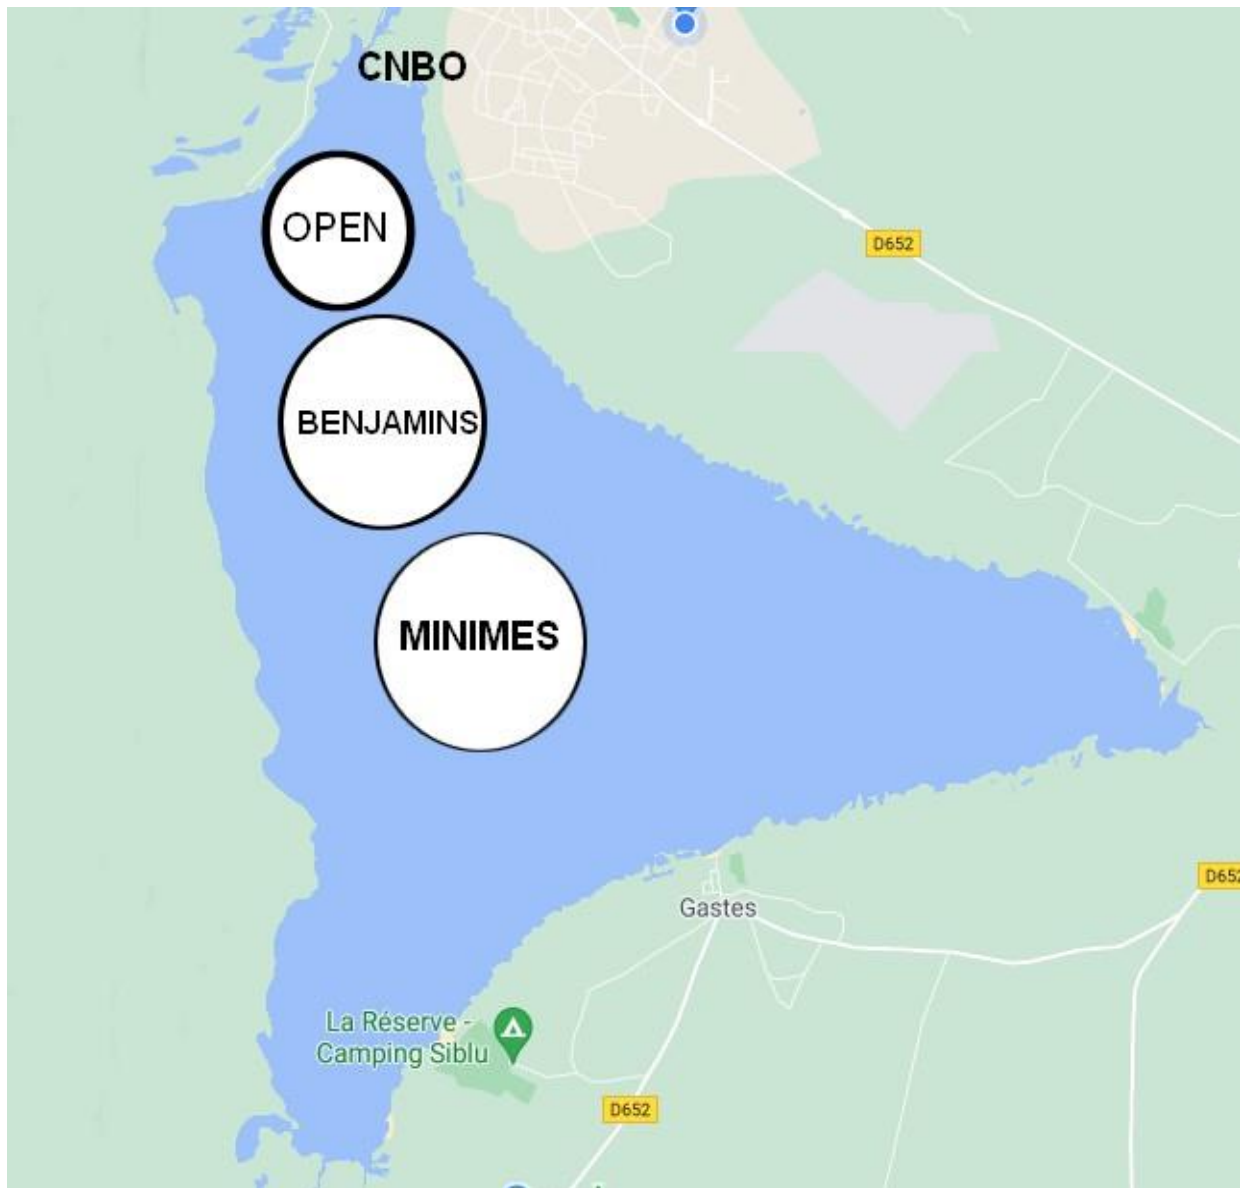 CNBO
OPEN
D652
BENJAMINS
MINIMES
D652
Gastes
La Réserve -
Camping Siblu
D652